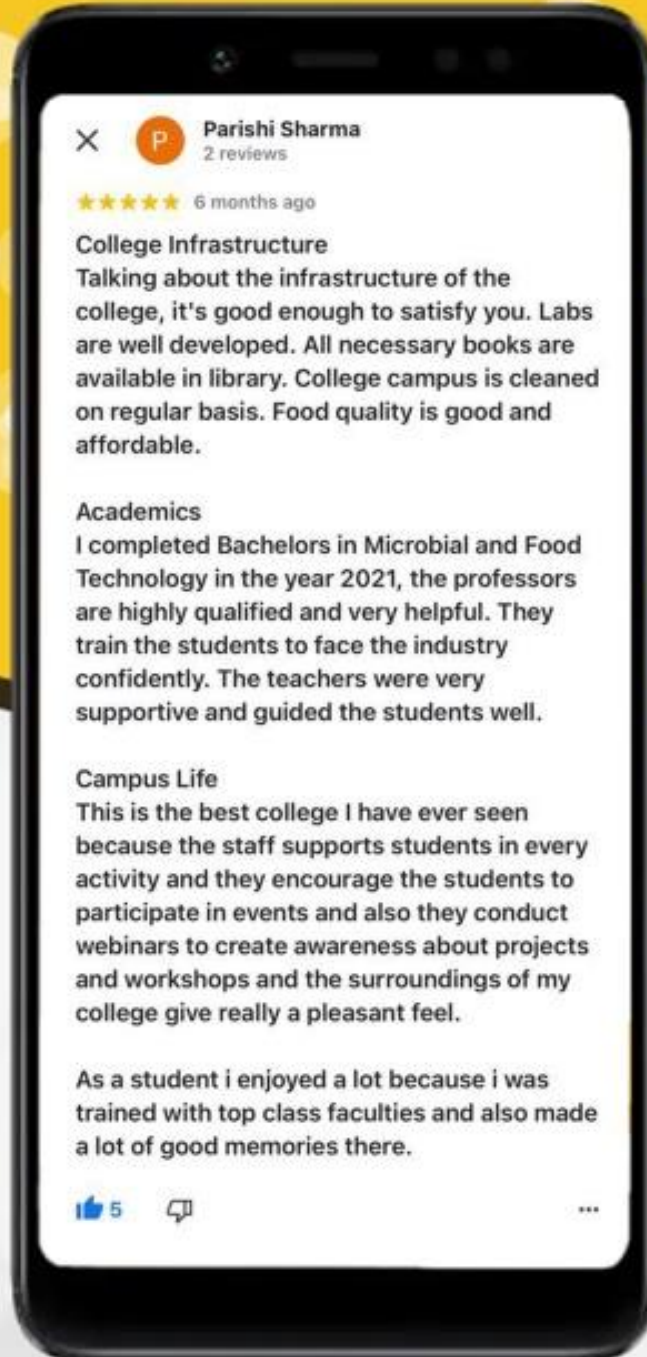 Parishi Sharma
2 reviews
6 months ago
College Infrastructure
Talking about the infrastructure of the
college, it's good enough to satisfy you. Labs
are well developed. All necessary books are
available in library. College campus is cleaned
on regular basis. Food quality is good and
affordable.
Academics
I completed Bachelors in Microbial and Food
Technology in the year 2021, the professors
are highly qualified and very helpful. They
train the students to face the industry
confidently. The teachers were very
supportive and guided the students well.
Campus Life
This is the best college I have ever seen
because the staff supports students in every
activity and they encourage the students to
participate in events and also they conduct
webinars to create awareness about projects
and workshops and the surroundings of my
college give really a pleasant feel.
As a student i enjoyed a lot because i was
trained with top class faculties and also made
a lot of good memories there.
5